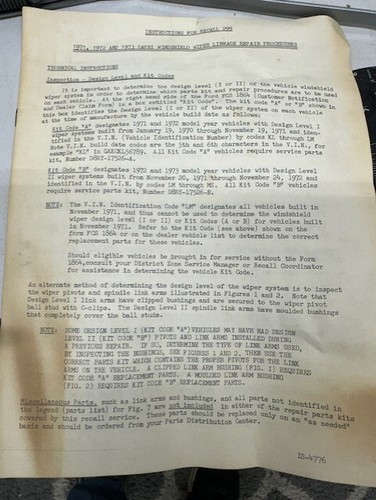 INSTRUCTIONS FOR RECALL
1971, 1972 AND 1973 CAPRI WINDSHIELD WIPER LINKAGE REPAIR PROCEDURES
TECHNICAL INSTRUCTIONS
Inspection - Design Level and Kit Codes
It is important to determine the design level (I or II) of the vehicle windshield
wiper system in order to determine which parts kit and repair procedures are to be used
on each vehicle. At the right side of the Ford FCS 1864 (Customer Notification
and Dealer Claim Form) is a box entitled "Kit Code". The kit code "A" or "B" shown in
this box identifies the Design Level (I or II) of the wiper system on each vehicle
at the time of manufacture by the vehicle build date as follows:
Kit Code "A" designates 1971 and 1972 model year vehicles with Design Level I
wiper systems built from January 19, 1970 through November 19, 1971 and iden-
tified in the V.I.N. (Vehicle Identification Number) by codes through LM
Note V.I.N. build date codes are the 5th and 6th characters in the V.I.N., for
example in All Kit Code "A" vehicles require service parts
kit, Number
Kit Code "B" designates 1972 and 1973 model year vehicles with Design Level
II wiper systems built from November 20, 1971 through November 24, 1972 and
identified in the V.I.N. by codes LM through MS. All Kit Code "B" vehicles
require service parts kit, Number
NOTE: The V.I.N. Identification Code "LM" designates all vehicles built in
November 1971, and thus cannot be used to determine the windshield
wiper design level (I or II) or Kit Codes (A or B) for vehicles built
in November 1971. Refer to the Kit Code (see above) shown on the
form FCS 1864 or on the dealer vehicle list to determine the correct
replacement parts for these vehicles.
Should eligible vehicles be brought in for service without the Form
1864, consult your District Zone Service Manager or Recall Coordinator
for assistance in determining the vehicle Kit Code.
An alternate method of determining the design level of the wiper system is to inspect
the wiper pivots and spindle link arms illustrated in Figures 1 and 2. Note that
Design Level I link arms have clipped bushings and are secured to the wiper pivot
ball stud with C-clips. The Design Level II spindle link arms have moulded bushings
that completely cover the ball studs.
NOTE: SOME DESIGN LEVEL I (KIT CODE "A") VEHICLES MAY HAVE HAD DESIGN
LEVEL II (KIT CODE "B") PIVOTS AND LINK ARMS INSTALLED DURING
A PREVIOUS REPAIR. IF SO, DETERMINE THE TYPE OF LINK ARMS USED,
BY INSPECTING THE BUSHINGS, SEE FIGURES 1 AND 2, THEN USE THE
CORRECT PARTS KIT WHICH CONTAINS THE PROPER PIVOTS FOR THE LINK
ARMS ON THE VEHICLE. A CLIPPED LINK ARM BUSHING (FIG. 1) REQUIRES
KIT CODE "A" REPLACEMENT PARTS. A MOULDED LINK ARM BUSHING
(FIG. 2) REQUIRES KIT CODE "B" REPLACEMENT PARTS.
Miscellaneous Parts, such as link arms and bushings, and all parts not identified in
the legend (parts list) for Fig. 7 are not included in either of the repair parts kits
covered by this recall service. These parts should be replaced only on an "as needed"
basis and should be ordered from your Parts Distribution Center.
IS-4776